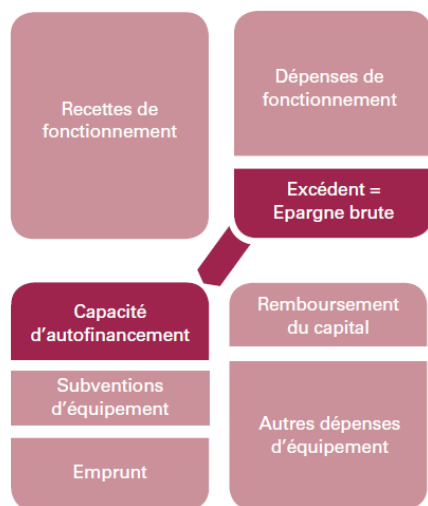 Recettes de
fonctionnement
Dépenses de
fonctionnement
Excédent =
Epargne brute
Capacité
d'autofinancement
Subventions
d'équipement
Emprunt
Remboursement
du capital
Autres dépenses
d'équipement